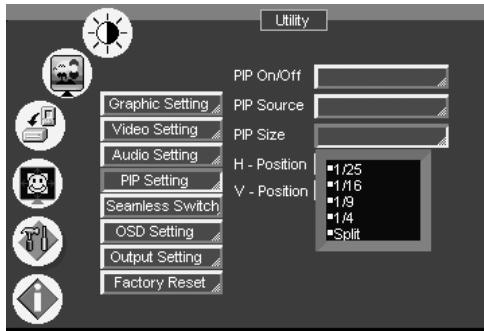 Utility
PIP On/Off
Graphic Setting
PIP Source
Video Setting
PIP Size
Audio Setting
H - Position
PIP Setting
V - Position
Seamless Switch
OSD Setting
Output Setting
Factory Reset
▪1/25
▪1/16
▪1/9
▪1/4
▪Split